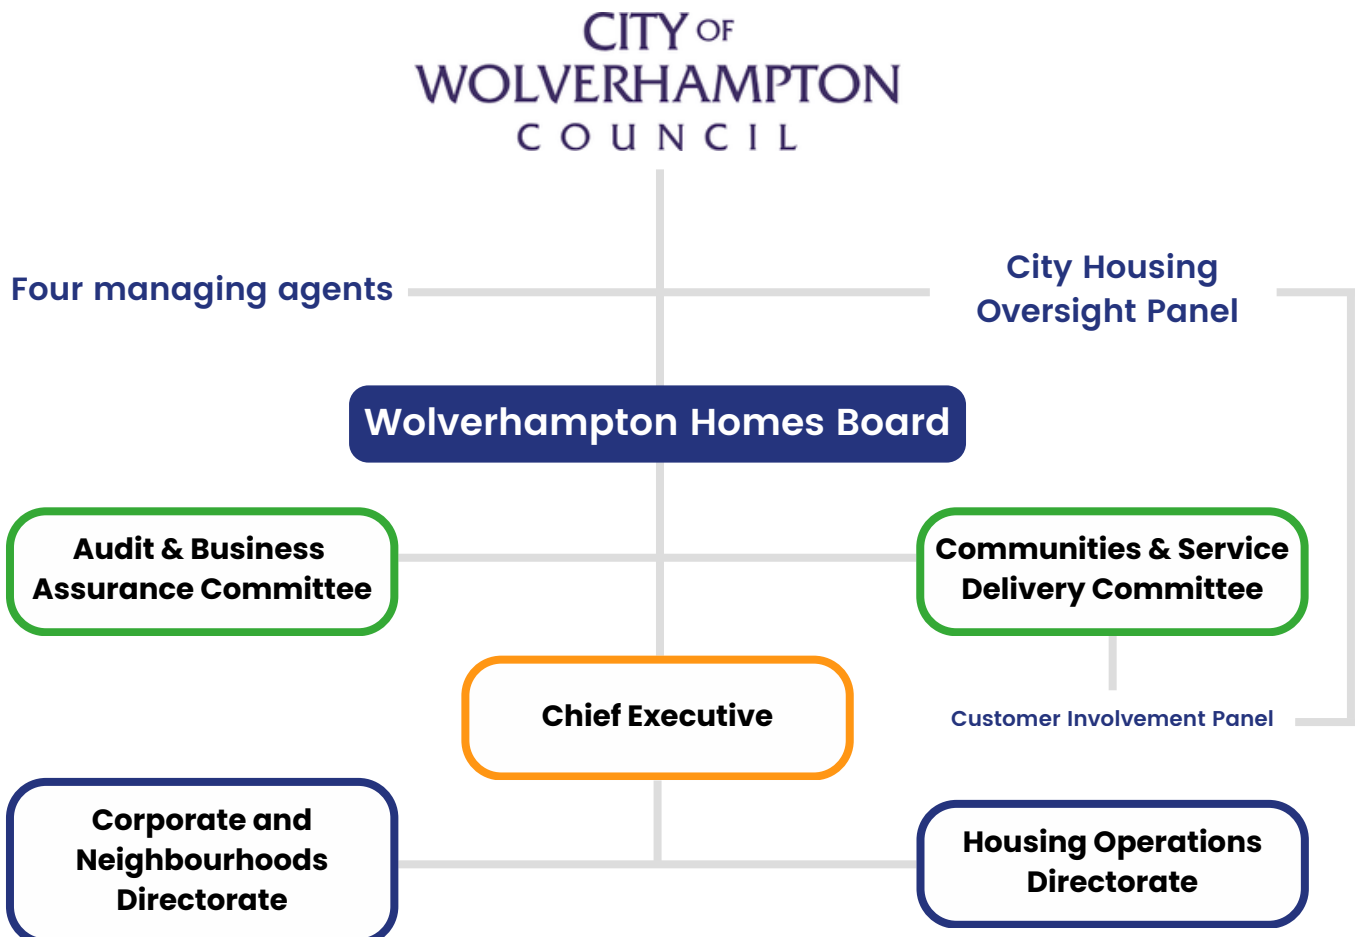 CITY OF
WOLVERHAMPTON
COUNCIL
Four managing agents
City Housing
Oversight Panel
Wolverhampton Homes Board
Audit & Business
Assurance Committee
Communities & Service
Delivery Committee
Chief Executive
Customer Involvement Panel
Corporate and
Neighbourhoods
Directorate
Housing Operations
Directorate